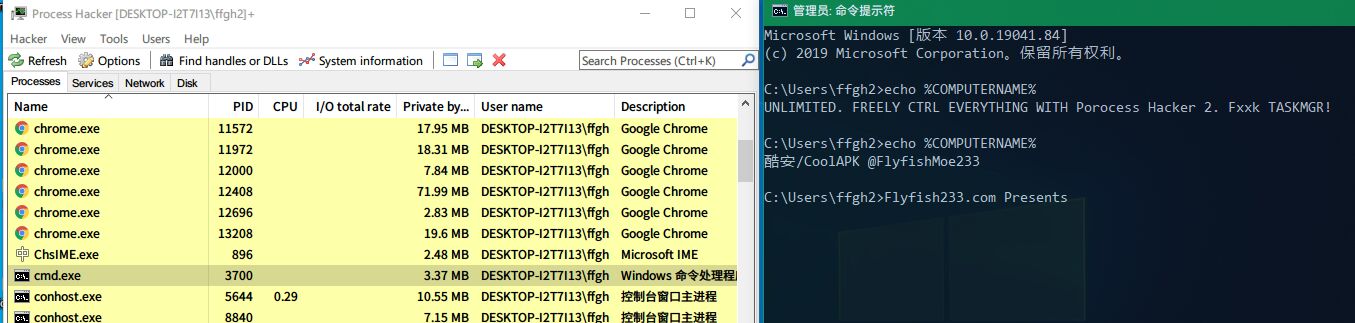 Process Hacker [DESKTOP-I2T7I13\ffgh2]+
Hacker View Tools Users Help
Refresh Options Find handles or DLLs System information Search Processes (Ctrl+K)
Processes Services Network Disk
Name PID CPU I/O total rate Private by... User name Description
chrome.exe 11572 17.95 MB DESKTOP-I2T7I13\ffgh Google Chrome
chrome.exe 11972 18.31 MB DESKTOP-I2T7I13\ffgh Google Chrome
chrome.exe 12000 7.84 MB DESKTOP-I2T7I13\ffgh Google Chrome
chrome.exe 12408 71.99 MB DESKTOP-I2T7I13\ffgh Google Chrome
chrome.exe 12696 2.83 MB DESKTOP-I2T7I13\ffgh Google Chrome
chrome.exe 13208 19.6 MB DESKTOP-I2T7I13\ffgh Google Chrome
中 ChsIME.exe 896 2.48 MB DESKTOP-I2T7I13\ffgh Microsoft IME
C:\. cmd.exe 3700 3.37 MB DESKTOP-I2T7I13\ffgh Windows 命令处理程
C:\. conhost.exe 5644 0.29 10.55 MB DESKTOP-I2T7I13\ffgh 控制台窗口主进程
C:\. conhost.exe 8840 7.15 MB DESKTOP-I2T7I13\ffgh 控制台窗口主进程
C:\. 管理员: 命令提示符
Microsoft Windows [版本 10.0.19041.84]
(c) 2019 Microsoft Corporation。保留所有权利。
C:\Users\ffgh2>echo %COMPUTERNAME%
UNLIMITED. FREELY CTRL EVERYTHING WITH Porocess Hacker 2. Fxxk TASKMGR!
C:\Users\ffgh2>echo %COMPUTERNAME%
酷安/CoolAPK @FlyfishMoe233
C:\Users\ffgh2>Flyfish233.com Presents